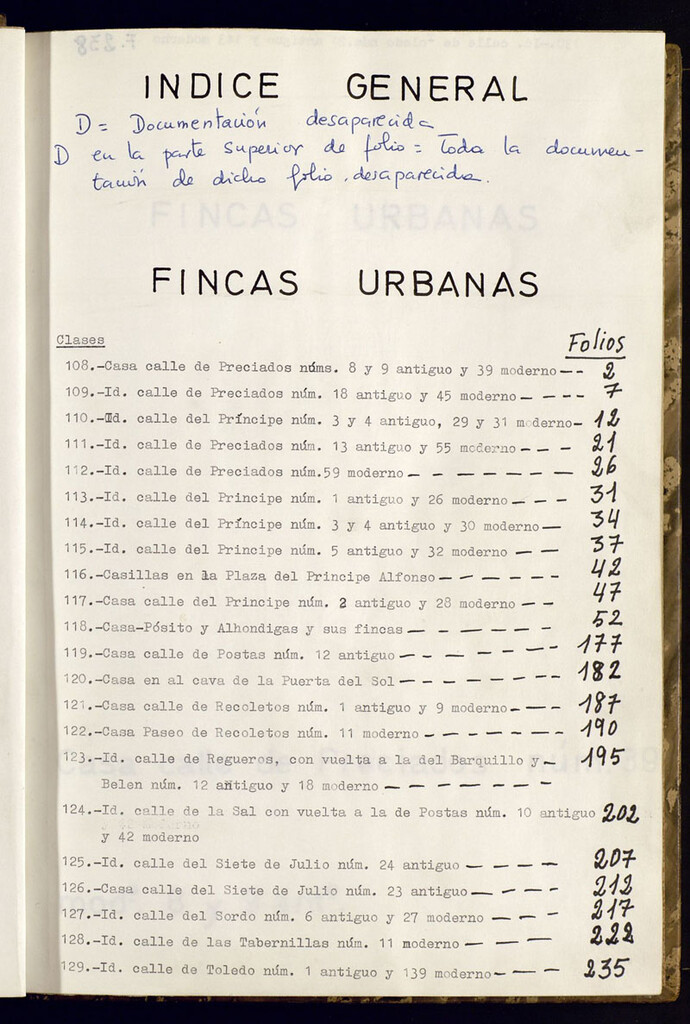 INDICE GENERAL
D = Documentación desaparecida
D en la parte superior de folio = Toda la documen-
tación de dicho folio, desaparecida.
FINCAS URBANAS
Clases Folios
108.-Casa calle de Preciados núms. 8 y 9 antiguo y 39 moderno-- 2
109.-Id. calle de Preciados núm. 18 antiguo y 45 moderno---- 7
110.-Id. calle del Príncipe núm. 3 y 4 antiguo, 29 y 31 moderno- 12
111.-Id. calle de Preciados núm. 13 antiguo y 55 moderno--- 21
112.-Id. calle de Preciados núm.59 moderno------- 26
113.-Id. calle del Principe núm. 1 antiguo y 26 moderno--- 31
114.-Id. calle del Príncipe núm. 3 y 4 antiguo y 30 moderno- 34
115.-Id. calle del Principe núm. 5 antiguo y 32 moderno-- 37
116.-Casillas en la Plaza del Principe Alfonso------ 42
117.-Casa calle del Principe núm. 2 antiguo y 28 moderno-- 47
118.-Casa-Pósito y Alhondigas y sus fincas------ 52
119.-Casa calle de Postas núm. 12 antiguo------- 177
120.-Casa en al cava de la Puerta del Sol------- 182
121.-Casa calle de Recoletos núm. 1 antiguo y 9 moderno--- 187
122.-Casa Paseo de Recoletos núm. 11 moderno------- 190
123.-Id. calle de Regueros, con vuelta a la del Barquillo y- 195
Belen núm. 12 antiguo y 18 moderno-------
124.-Id. calle de la Sal con vuelta a la de Postas núm. 10 antiguo 202
y 42 moderno
125.-Id. calle del Siete de Julio núm. 24 antiguo---- 207
126.-Casa calle del Siete de Julio núm. 23 antiguo---- 212
127.-Id. calle del Sordo núm. 6 antiguo y 27 moderno---- 217
128.-Id. calle de las Tabernillas núm. 11 moderno----- 222
129.-Id. calle de Toledo núm. 1 antiguo y 139 moderno---- 235